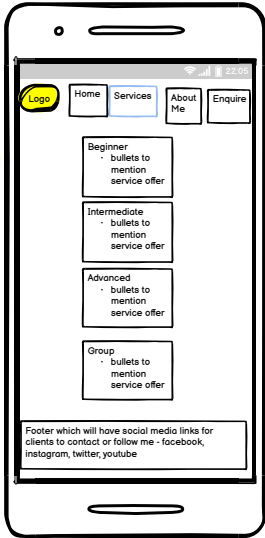 22:05
Logo
Home
Services
About
Me
Enquire
Beginner
· bullets to
mention
service offer
Intermediate
· bullets to
mention
service offer
Advanced
· bullets to
mention
service offer
Group
· bullets to
mention
service offer
Footer which will have social media links for
clients to contact or follow me - facebook,
instagram, twitter, youtube